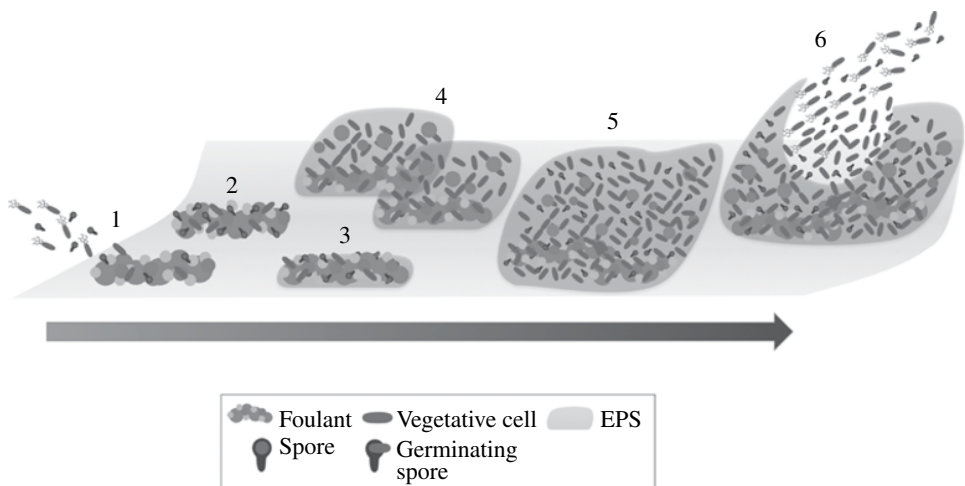 6
4
5
2
1
3
Foulant
Vegetative cell
EPS
Spore
Germinating
spore